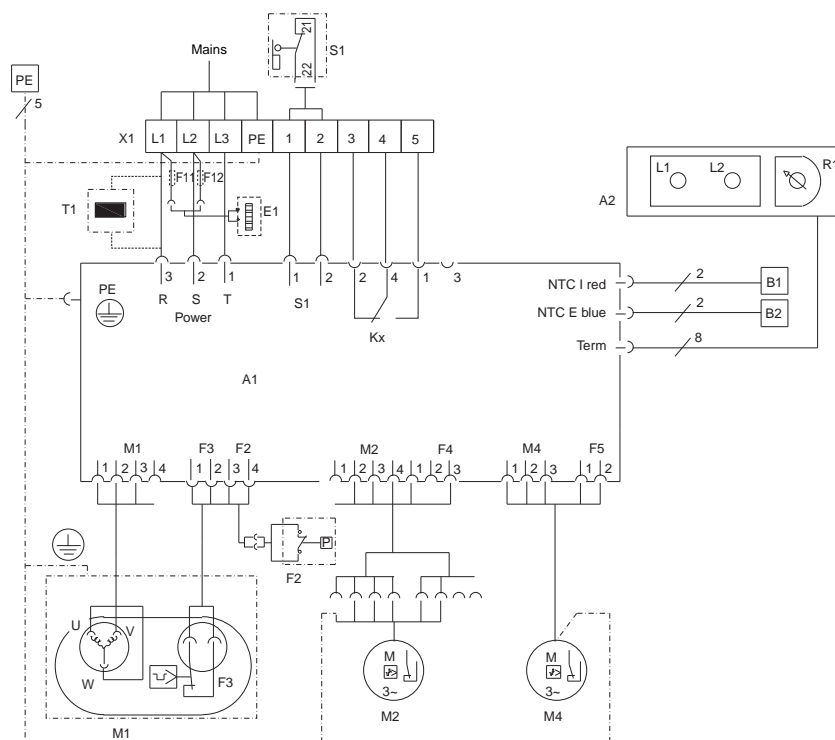 21
S1
22
Mains
PE
5
X1 L1 L2 L3 PE 1 2 3 4 5
F11 F12
T1
E1
L1 L2 R1
A2
3 2 1 1 2 2 4 1 3
PE R S T S1
Power
Kx
NTC I red 2 B1
NTC E blue 2 B2
Term 8
A1
M1 F3 F2 M2 F4 M4 F5
1 2 3 4 1 2 3 4 1 2 3 4 1 2 3 1 2 3 1 2
P
F2
U V
W F3
M
3~
M
3~
M1
M2
M4